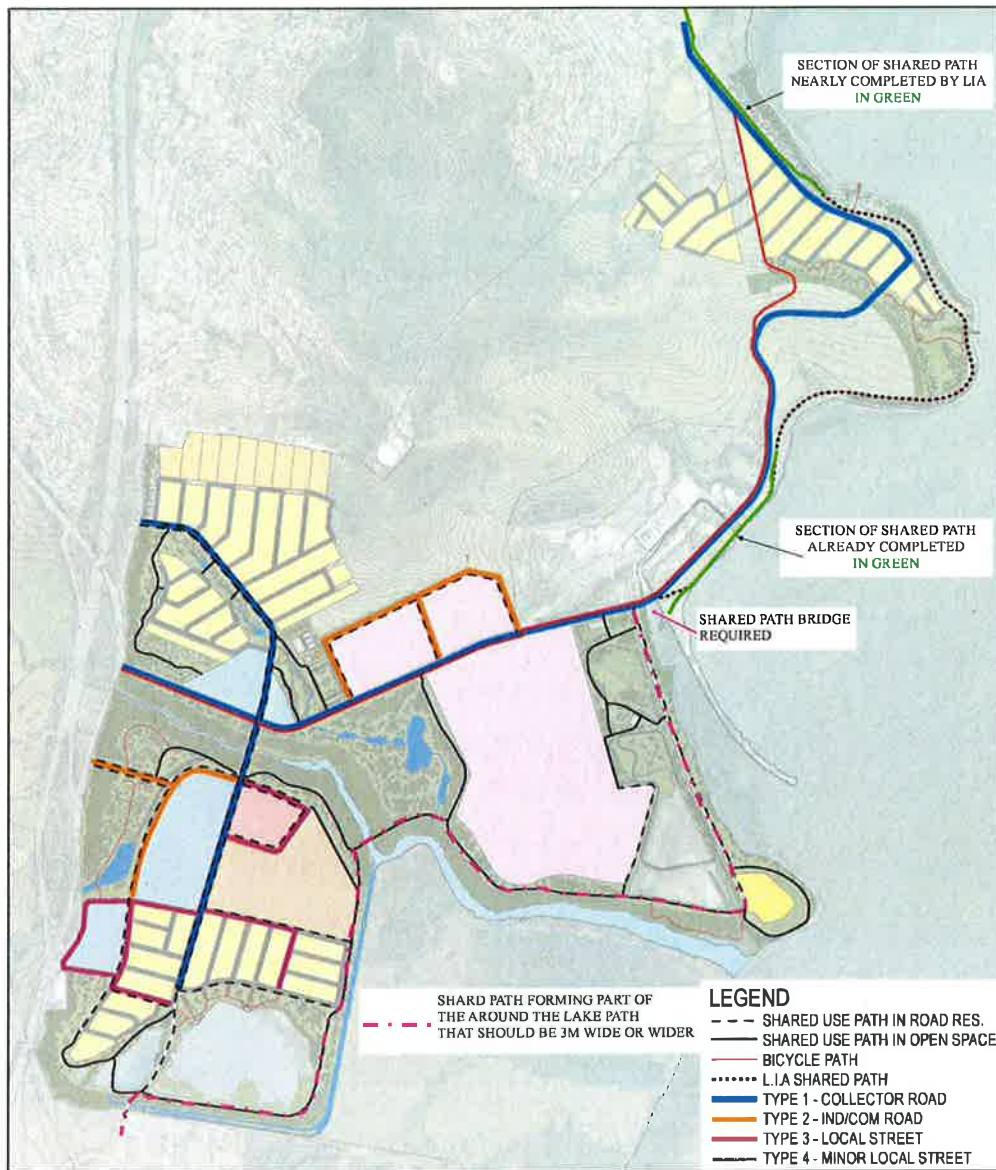 SECTION OF SHARED PATH
NEARLY COMPLETED BY LIA
IN GREEN
SECTION OF SHARED PATH
ALREADY COMPLETED
IN GREEN
SHARED PATH BRIDGE
REQUIRED
SHARD PATH FORMING PART OF
THE AROUND THE LAKE PATH
THAT SHOULD BE 3M WIDE OR WIDER
LEGEND
SHARED USE PATH IN ROAD RES.
SHARED USE PATH IN OPEN SPACE
BICYCLE PATH
L.I.A SHARED PATH
TYPE 1 - COLLECTOR ROAD
TYPE 2 - IND/COM ROAD
TYPE 3 - LOCAL STREET
TYPE 4 - MINOR LOCAL STREET